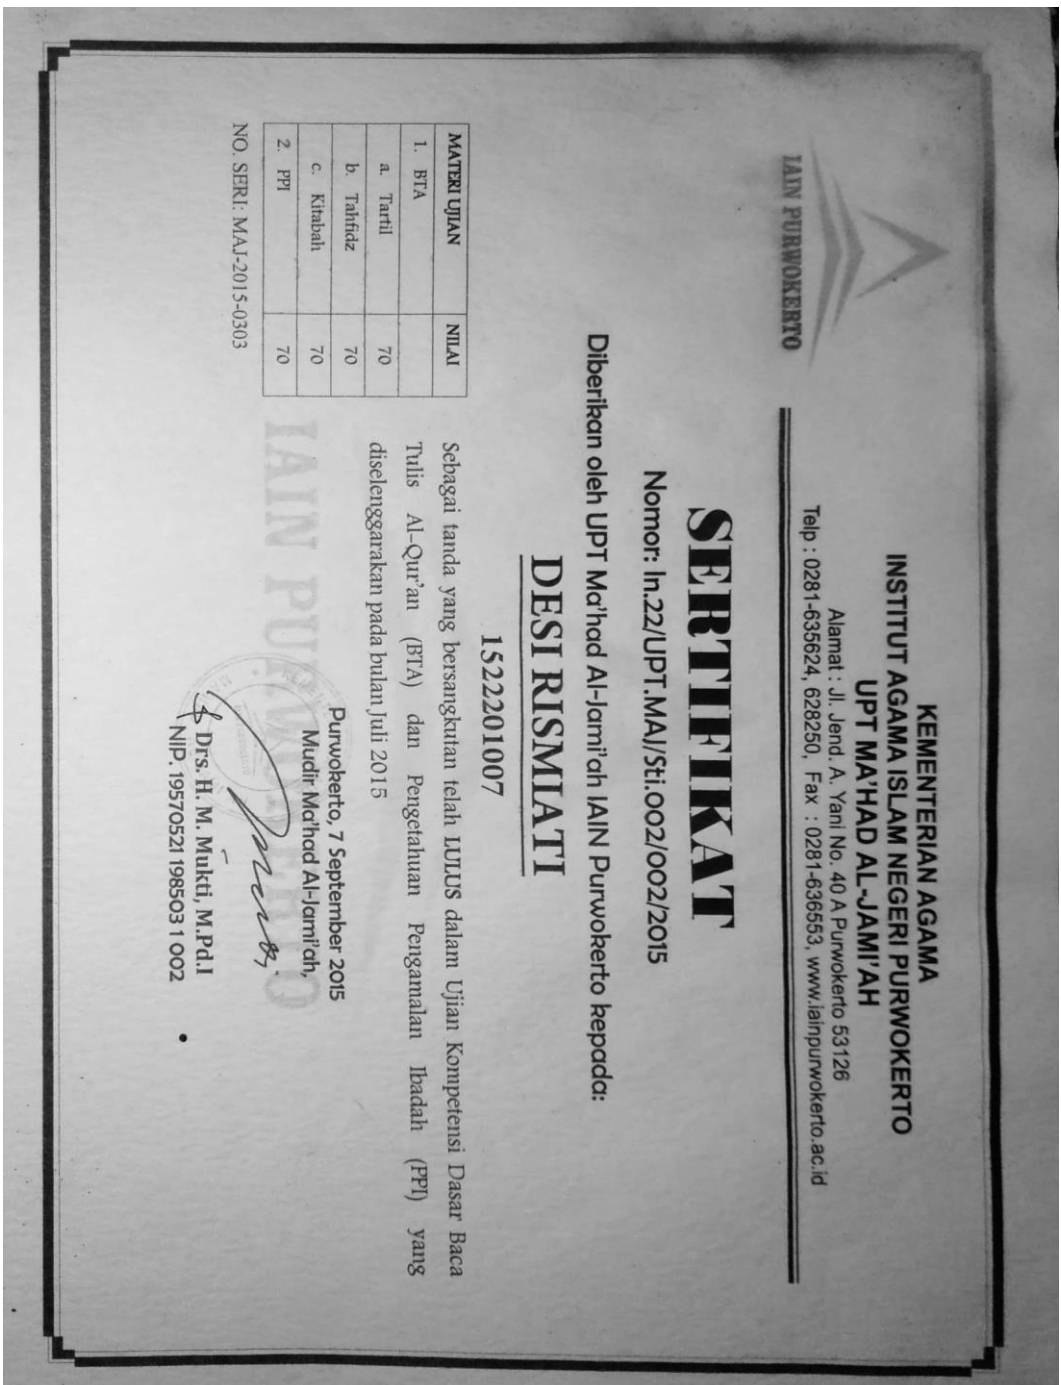 IAIN PURWOKERTO
KEMENTERIAN AGAMA
INSTITUT AGAMA ISLAM NEGERI PURWOKERTO
UPT MA'HAD AL-JAMI'AH
Alamat : Jl. Jend. A. Yani No. 40 A Purwokerto 53126
Telp : 0281-635624, 628250, Fax : 0281-636553, www.iainpurwokerto.ac.id
SERTIFIKAT
Nomor: In.22/UPT.MAJ/Sti.002/002/2015
Diberikan oleh UPT Ma'had Al-Jami'ah IAIN Purwokerto kepada:
DESI RISMIATI
1522201007
MATERI UJIAN NILAI
1. BTA
a. Tartil 70
b. Tahfidz 70
c. Kitabah 70
2. PPI 70
NO. SERI: MAJ-2015-0303
Sebagai tanda yang bersangkutan telah LULUS dalam Ujian Kompetensi Dasar Baca
Tulis Al-Qur'an (BTA) dan Pengetahuan Pengamalan Ibadah (PPI) yang
diselenggarakan pada bulan Juli 2015
IAIN PURWOKERTO
Purwokerto, 7 September 2015
Mudir Ma'had Al-Jami'ah,
Drs. H. M. Mukti, M.Pd.I
NIP. 19570521 198503 1 002